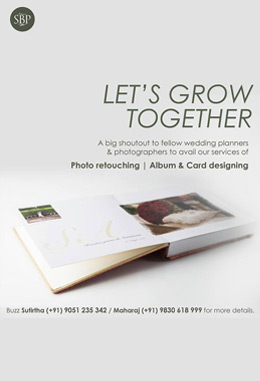 SBP
LET'S GROW
TOGETHER
A big shoutout to fellow wedding planners
& photographers to avail our services of
Photo retouching | Album & Card designing
Buzz Sutirtha (+91) 9051 235 342 / Maharaj (+91) 9830 618 999 for more details.